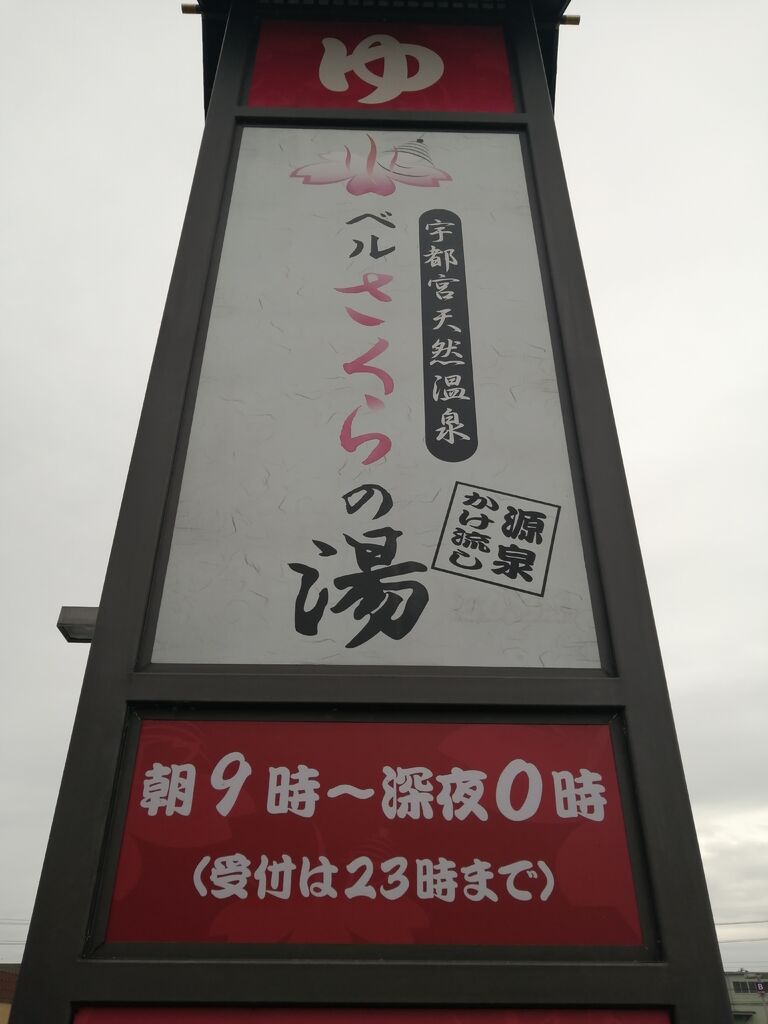 ゆ
宇都宮天然温泉
ベルさくらの湯
源泉
かけ流し
朝9時～深夜0時
(受付は23時まで)
B